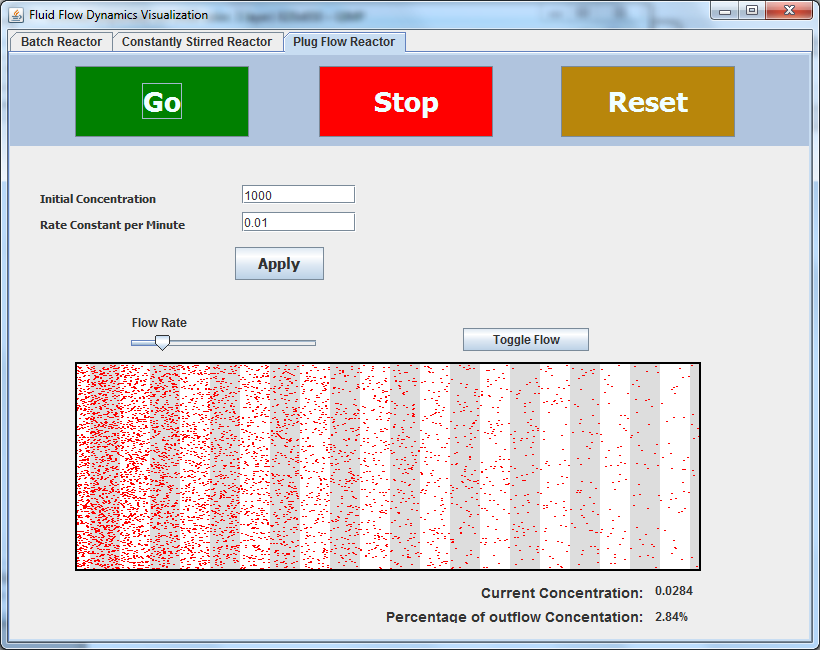 Fluid Flow Dynamics Visualization
Batch Reactor Constantly Stirred Reactor Plug Flow Reactor
Go Stop Reset
Initial Concentration 1000
Rate Constant per Minute 0.01
Apply
Flow Rate
Toggle Flow
Current Concentration: 0.0284
Percentage of outflow Concentation: 2.84%